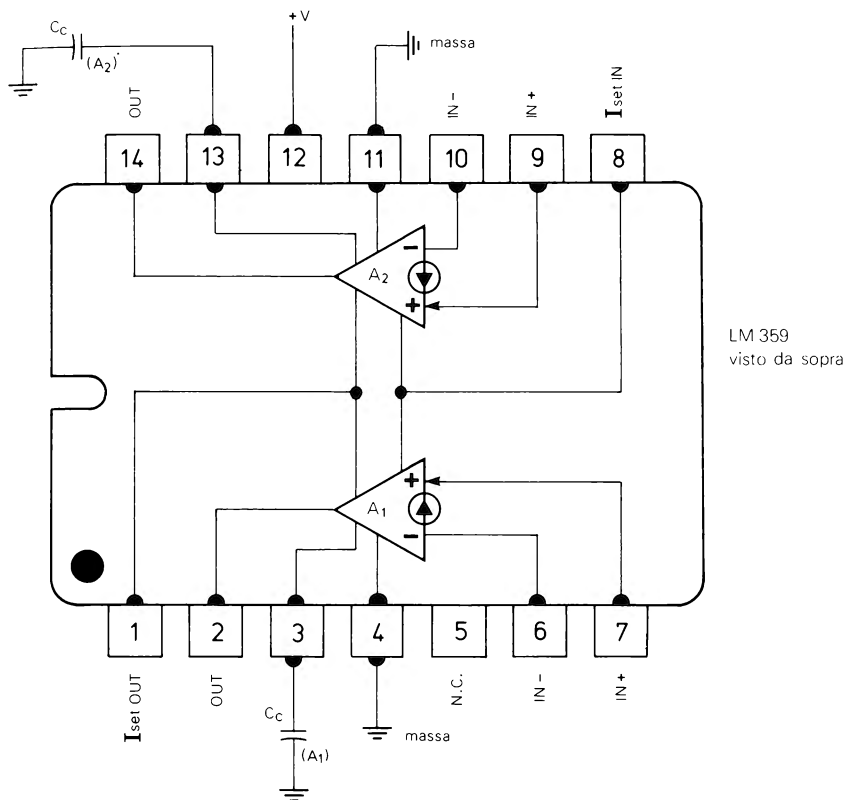 CC
(A2)
+V
massa
OUT
IN-
IN+
Iset IN
14
13
12
11
10
9
8
A2
-
+
LM 359
visto da sopra
+
A1
-
1
2
3
4
5
6
7
Iset OUT
OUT
CC
(A1)
massa
N.C.
IN-
IN+